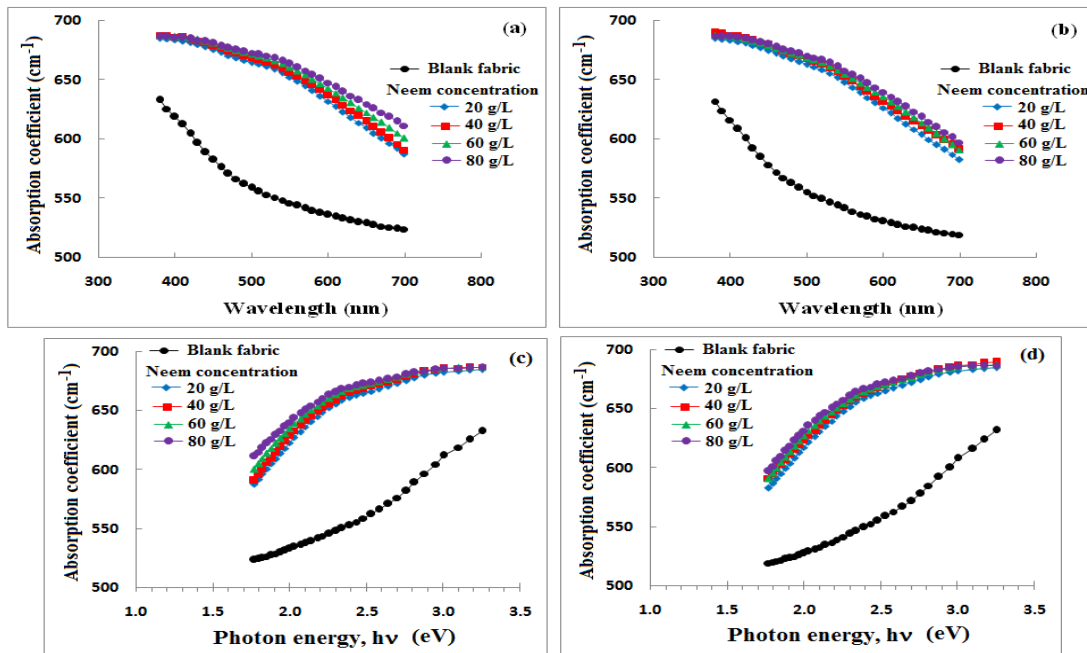 (a)
700
650
600
550
500
300 400 500 600 700 800
Absorption coefficient (cm⁻¹)
Wavelength (nm)
Blank fabric
Neem concentration
20 g/L
40 g/L
60 g/L
80 g/L
(b)
700
650
600
550
500
300 400 500 600 700 800
Absorption coefficient (cm⁻¹)
Wavelength (nm)
Blank fabric
Neem concentration
20 g/L
40 g/L
60 g/L
80 g/L
(c)
700
650
600
550
500
1.0 1.5 2.0 2.5 3.0 3.5
Absorption coefficient (cm⁻¹)
Photon energy, hν (eV)
Blank fabric
Neem concentration
20 g/L
40 g/L
60 g/L
80 g/L
(d)
700
650
600
550
500
1.0 1.5 2.0 2.5 3.0 3.5
Absorption coefficient (cm⁻¹)
Photon energy, hν (eV)
Blank fabric
Neem concentration
20 g/L
40 g/L
60 g/L
80 g/L